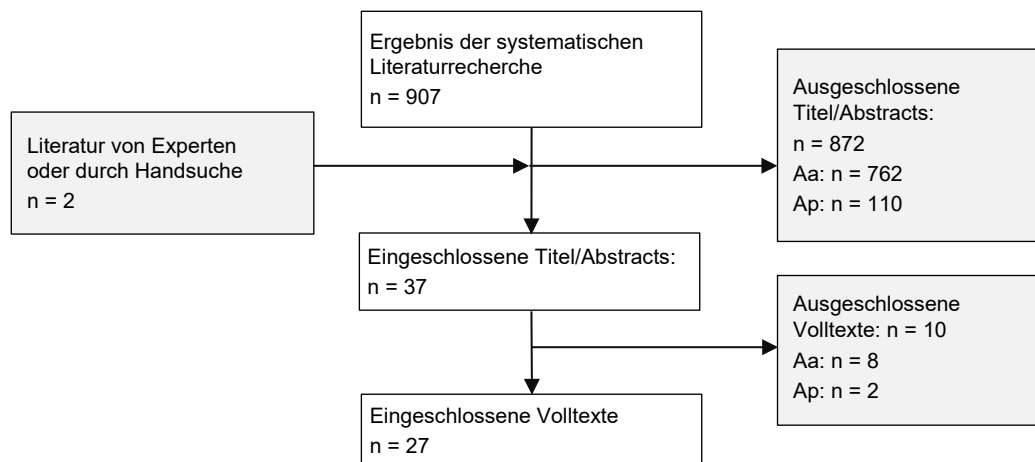 Ergebnis der systematischen
Literaturrecherche
n = 907
Literatur von Experten
oder durch Handsuche
n = 2
Ausgeschlossene
Titel/Abstracts:
n = 872
Aa: n = 762
Ap: n = 110
Eingeschlossene Titel/Abstracts:
n = 37
Ausgeschlossene
Volltexte: n = 10
Aa: n = 8
Ap: n = 2
Eingeschlossene Volltexte
n = 27